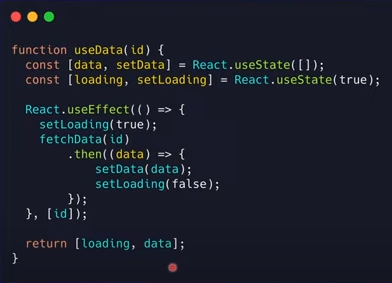 function useData(id) {
  const [data, setData] = React.useState([]);
  const [loading, setLoading] = React.useState(true);
  React.useEffect(() => {
    setLoading(true);
    fetchData(id)
        .then((data) => {
            setData(data);
            setLoading(false);
        });
  }, [id]);
  return [loading, data];
}